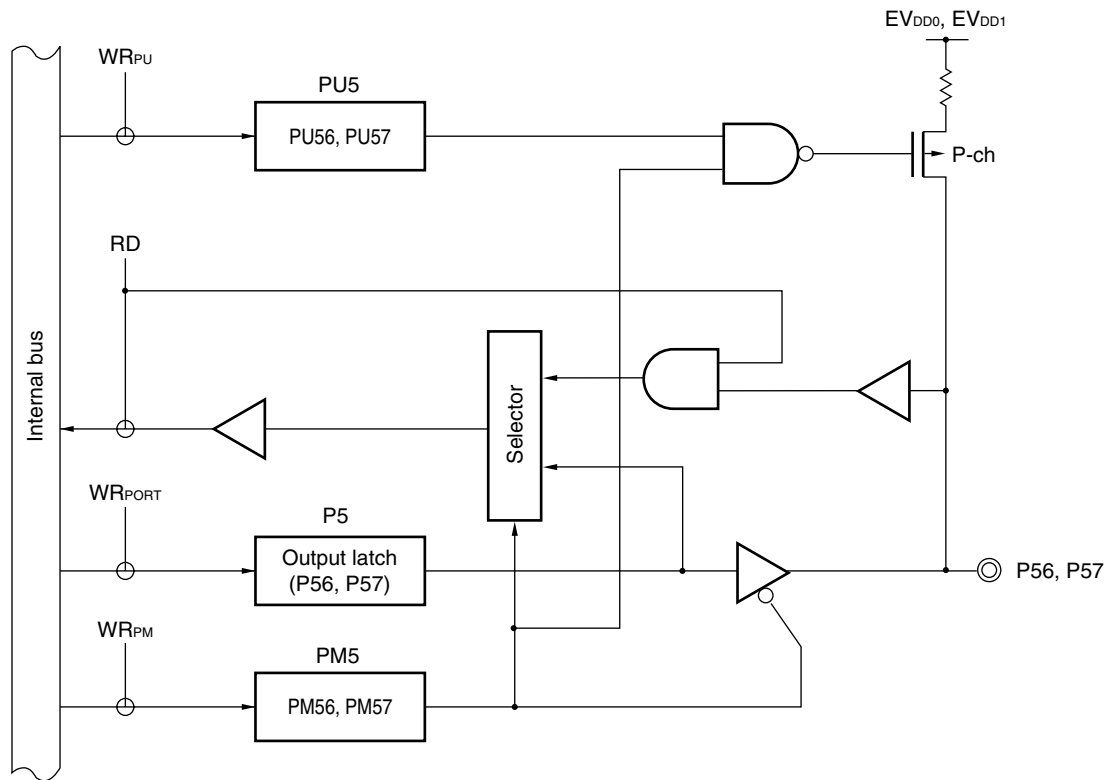 EVDD0, EVDD1
WRPU
PU5
PU56, PU57
P-ch
RD
Internal bus
Selector
WRPORT
P5
Output latch
(P56, P57)
P56, P57
WRPM
PM5
PM56, PM57